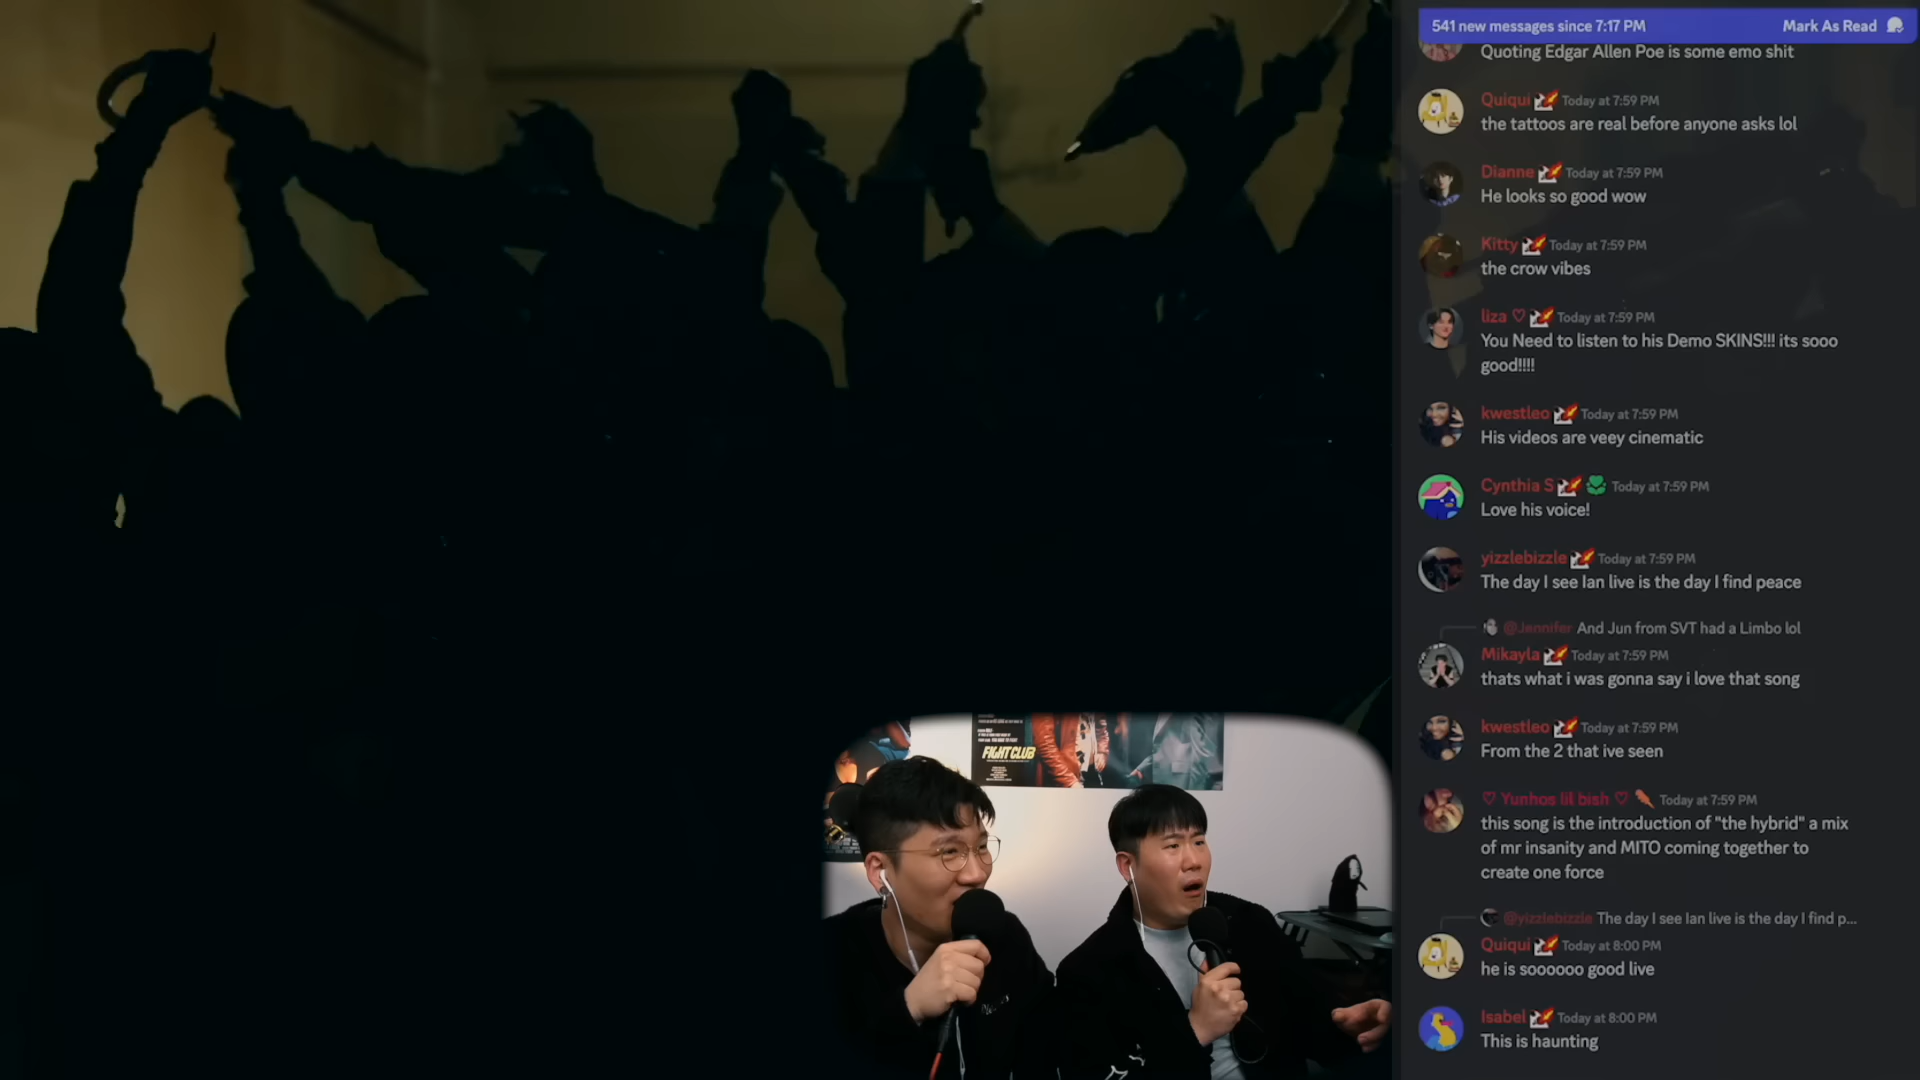 541 new messages since 7:17 PM
Mark As Read
Quoting Edgar Allen Poe is some emo shit
Quiqui Today at 7:59 PM
the tattoos are real before anyone asks lol
Dianne Today at 7:59 PM
He looks so good wow
Kitty Today at 7:59 PM
the crow vibes
liza ♡ Today at 7:59 PM
You Need to listen to his Demo SKINS!!! its sooo
good!!!!
kwestleo Today at 7:59 PM
His videos are veey cinematic
Cynthia S Today at 7:59 PM
Love his voice!
yizzlebizzle Today at 7:59 PM
The day I see Ian live is the day I find peace
@Jennifer And Jun from SVT had a Limbo lol
Mikayla Today at 7:59 PM
thats what i was gonna say i love that song
kwestleo Today at 7:59 PM
From the 2 that ive seen
♡ Yunhos lil bish ♡ Today at 7:59 PM
this song is the introduction of "the hybrid" a mix
of mr insanity and MITO coming together to
create one force
@yizzlebizzle The day I see Ian live is the day I find p...
Quiqui Today at 8:00 PM
he is soooooo good live
Isabel Today at 8:00 PM
This is haunting
FIGHT CLUB